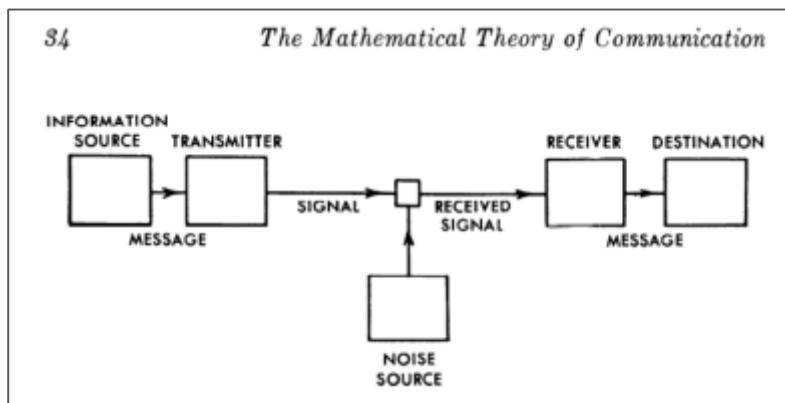 34 The Mathematical Theory of Communication
INFORMATION
SOURCE
TRANSMITTER
RECEIVER
DESTINATION
SIGNAL
RECEIVED
SIGNAL
MESSAGE
MESSAGE
NOISE
SOURCE